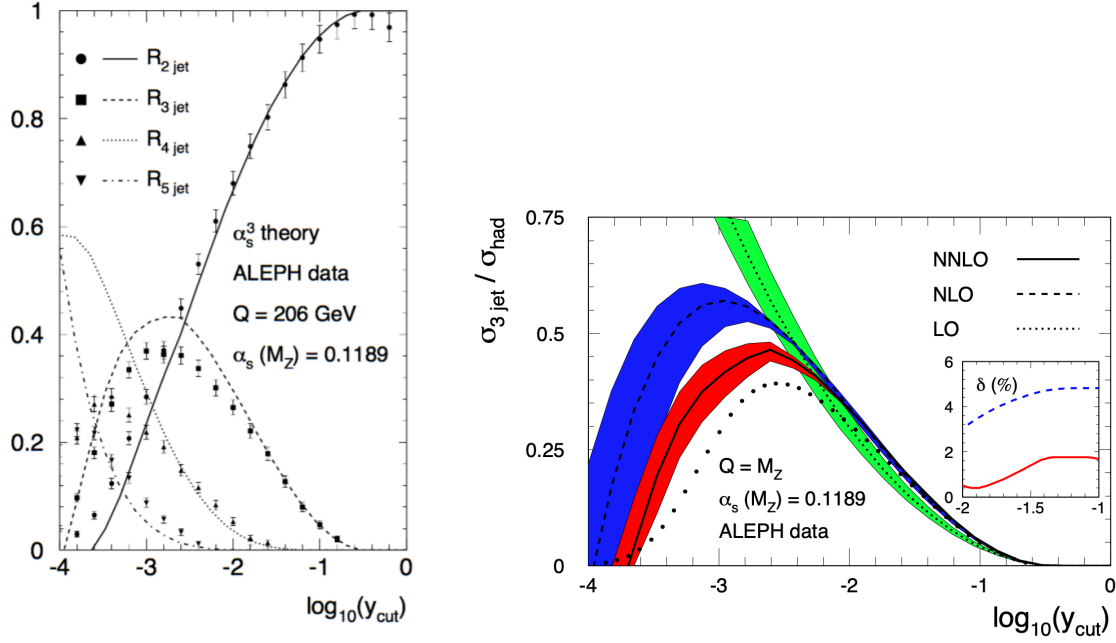 1
0.8
0.6
0.4
0.2
0
-4
-3
-2
-1
0
log10(ycut)
R2 jet
R3 jet
R4 jet
R5 jet
αs3 theory
ALEPH data
Q = 206 GeV
αs (MZ) = 0.1189
σ3 jet / σhad
0.75
0.5
0.25
0
-4
-3
-2
-1
0
log10(ycut)
NNLO
NLO
LO
Q = MZ
αs (MZ) = 0.1189
ALEPH data
δ (%)
6
4
2
0
-2
-1.5
-1